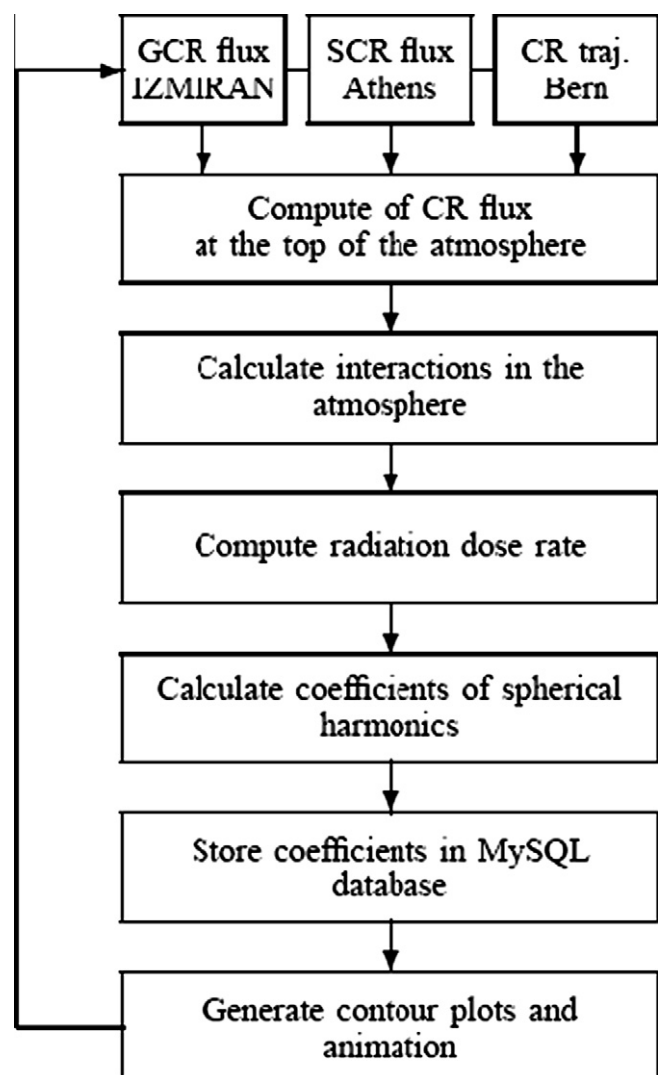 GCR flux
IZMIRAN
SCR flux
Athens
CR traj.
Bern
Compute of CR flux
at the top of the atmosphere
Calculate interactions in the
atmosphere
Compute radiation dose rate
Calculate coefficients of spherical
harmonics
Store coefficients in MySQL
database
Generate contour plots and
animation